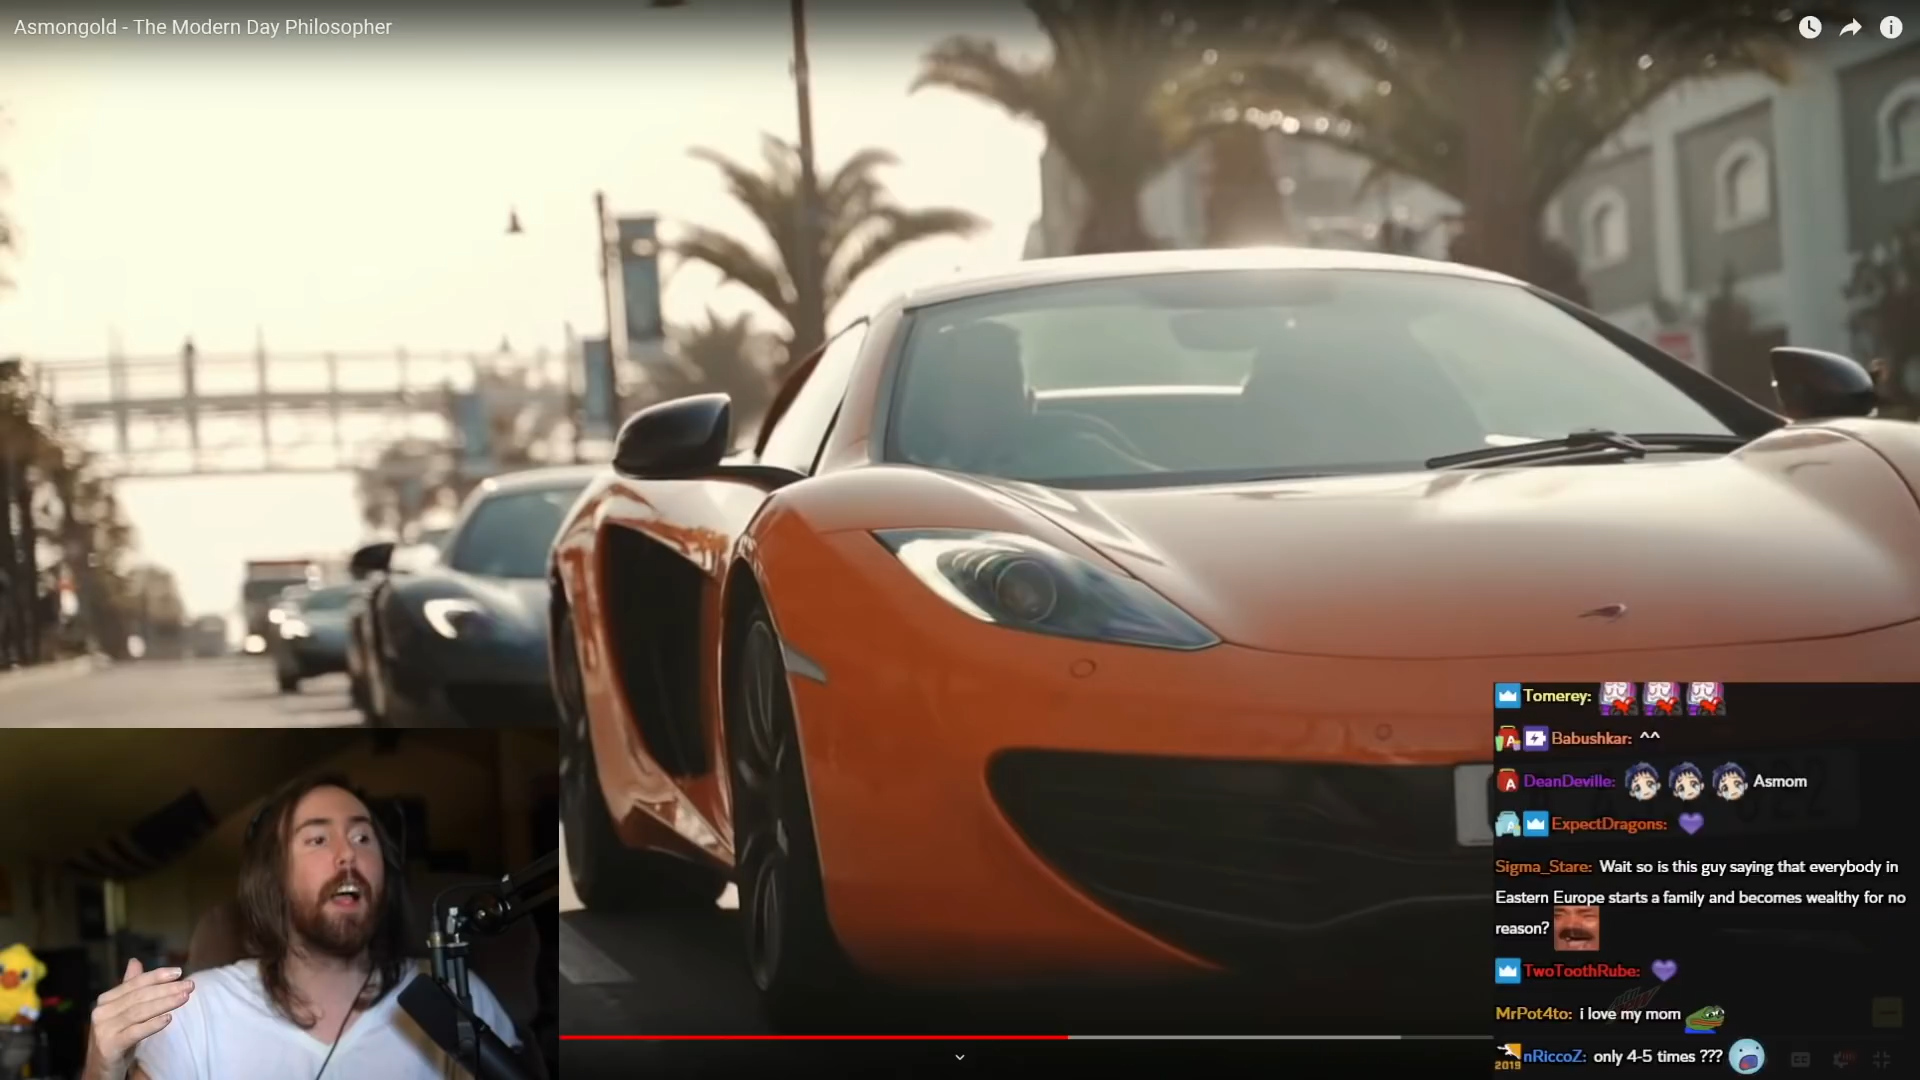 Asmongold - The Modern Day Philosopher
Tomerey:
Babushkar: ^^
DeanDeville: Asmom
ExpectDragons:
Sigma_Stare: Wait so is this guy saying that everybody in
Eastern Europe starts a family and becomes wealthy for no
reason?
TwoToothRube:
MrPot4to: i love my mom
2019 nRiccoZ: only 4-5 times ???